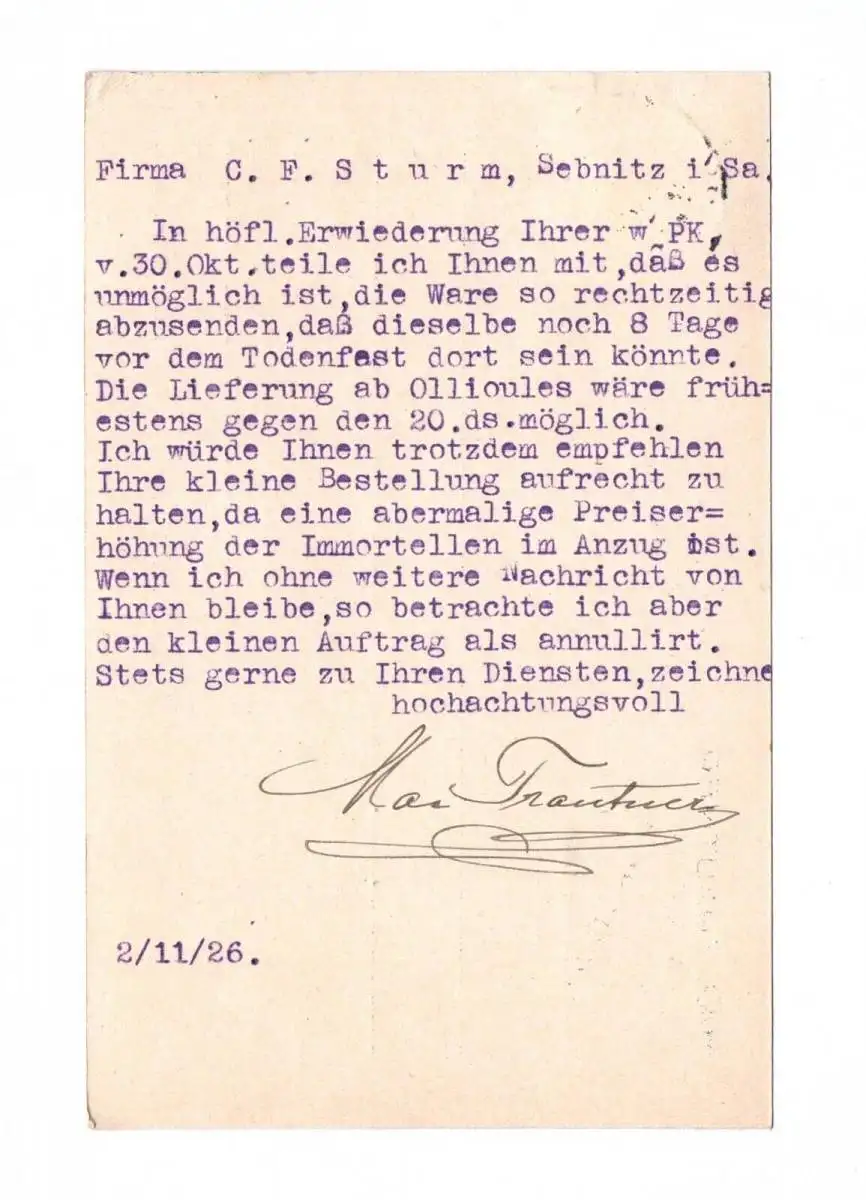 Firma C. F. S t u r m, Sebnitz i/Sa.
In höfl.Erwiederung Ihrer w. PK,
v.30.Okt.teile ich Ihnen mit,daß es
unmöglich ist,die Ware so rechtzeitig
abzusenden,daß dieselbe noch 8 Tage
vor dem Todenfest dort sein könnte.
Die Lieferung ab Ollioules wäre früh=
estens gegen den 20.ds.möglich.
Ich würde Ihnen trotzdem empfehlen
Ihre kleine Bestellung aufrecht zu
halten,da eine abermalige Preiser=
höhung der Immortellen im Anzug ist.
Wenn ich ohne weitere Nachricht von
Ihnen bleibe,so betrachte ich aber
den kleinen Auftrag als annullirt.
Stets gerne zu Ihren Diensten,zeichne
hochachtungsvoll
Max Trautner
2/11/26.